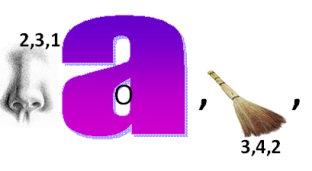 2,3,1
а
О
, ,
3,4,2